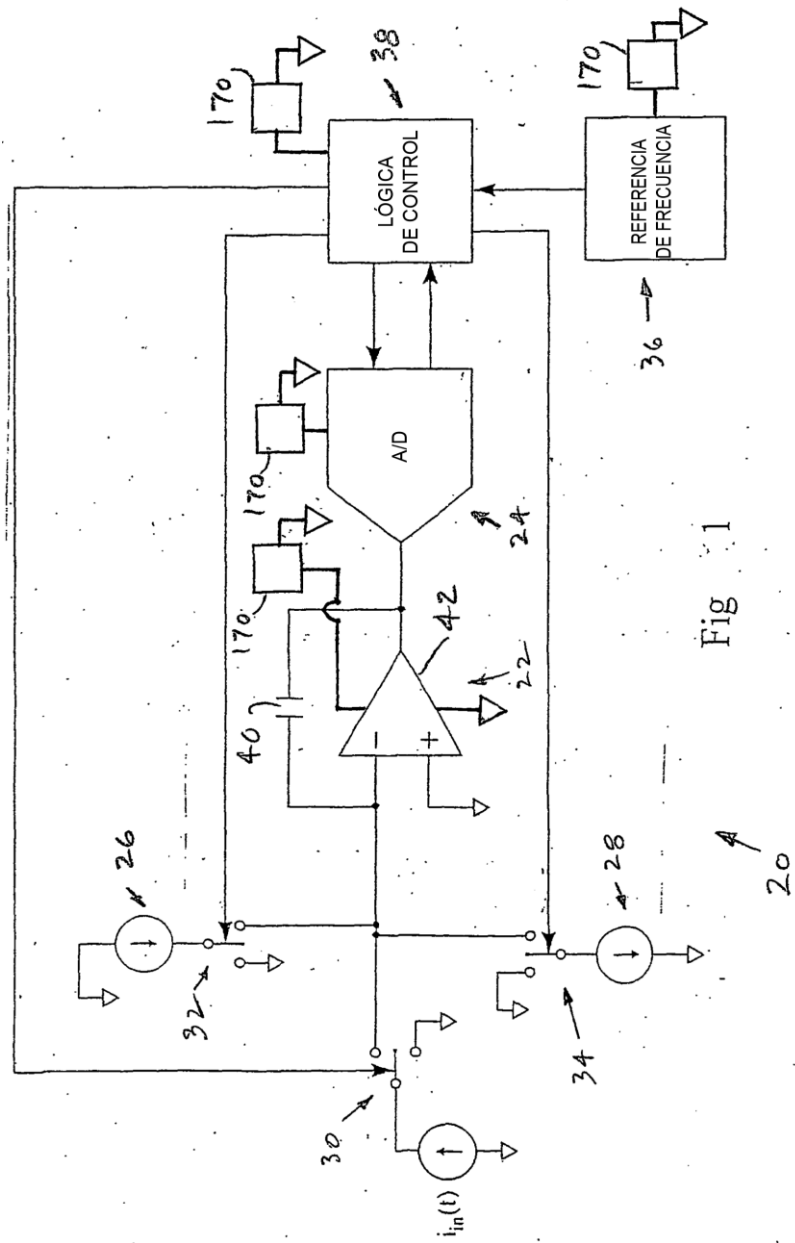 170
38
LÓGICA
DE CONTROL
170
REFERENCIA
DE FRECUENCIA
36
170
A/D
24
170
40
42
22
-
+
26
32
28
34
30
i_in(t)
20
Fig 1